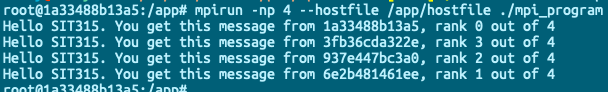 root@1a33488b13a5:/app# mpirun -np 4 --hostfile /app/hostfile ./mpi_program
Hello SIT315. You get this message from 1a33488b13a5, rank 0 out of 4
Hello SIT315. You get this message from 3fb36cda322e, rank 3 out of 4
Hello SIT315. You get this message from 937e447bc3a0, rank 2 out of 4
Hello SIT315. You get this message from 6e2b481461ee, rank 1 out of 4
root@1a33488b13a5:/app#